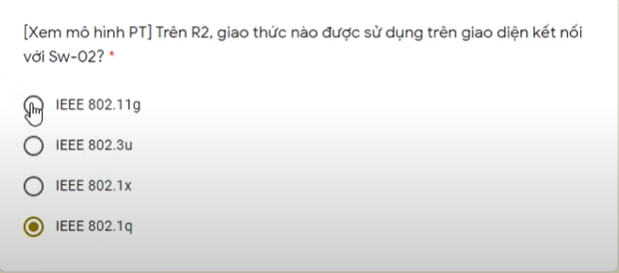 [Xem mô hình PT] Trên R2, giao thức nào được sử dụng trên giao diện kết nối
với Sw-02? *
IEEE 802.11g
IEEE 802.3u
IEEE 802.1x
IEEE 802.1q